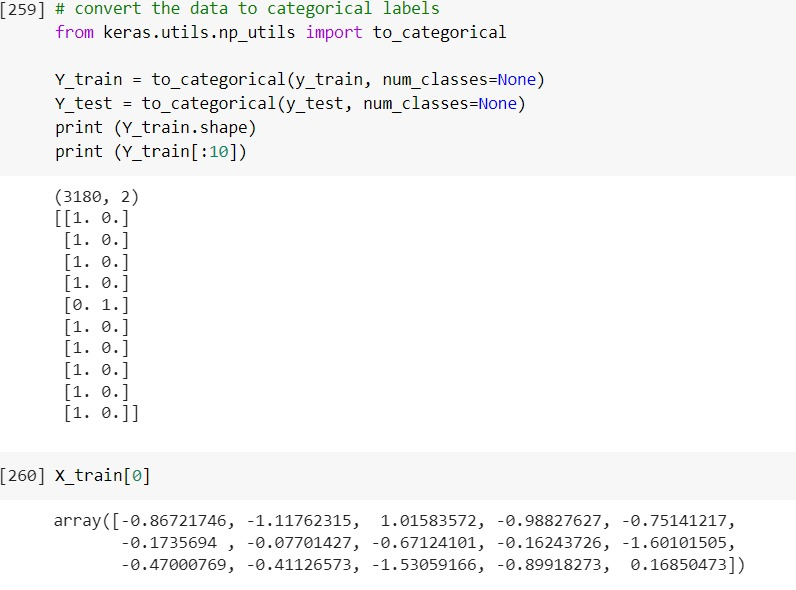 [259] # convert the data to categorical labels
from keras.utils.np_utils import to_categorical
Y_train = to_categorical(y_train, num_classes=None)
Y_test = to_categorical(y_test, num_classes=None)
print (Y_train.shape)
print (Y_train[:10])
(3180, 2)
[[1. 0.]
[1. 0.]
[1. 0.]
[1. 0.]
[0. 1.]
[1. 0.]
[1. 0.]
[1. 0.]
[1. 0.]
[1. 0.]]
[260] X_train[0]
array([-0.86721746, -1.11762315,  1.01583572, -0.98827627, -0.75141217,
-0.1735694 , -0.07701427, -0.67124101, -0.16243726, -1.60101505,
-0.47000769, -0.41126573, -1.53059166, -0.89918273,  0.16850473])